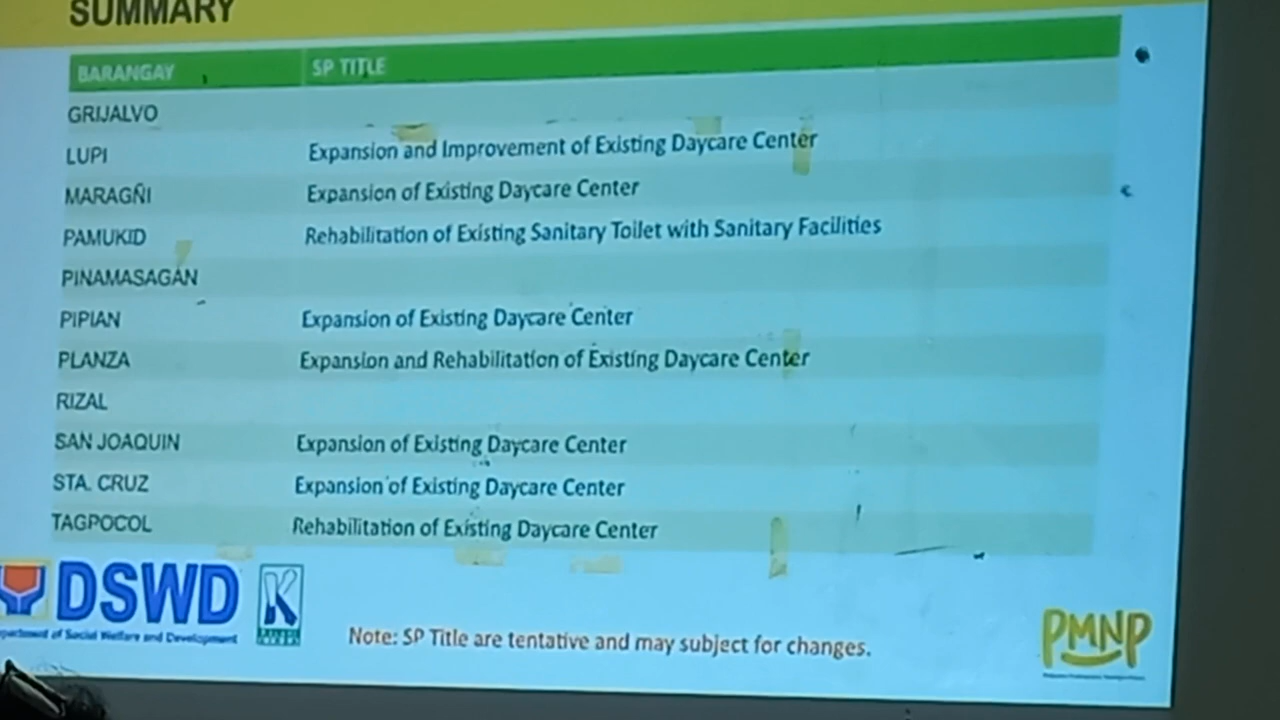 SUMMARY
BARANGAY SP TITLE
GRIJALVO
LUPI Expansion and Improvement of Existing Daycare Center
MARAGÑI Expansion of Existing Daycare Center
PAMUKID Rehabilitation of Existing Sanitary Toilet with Sanitary Facilities
PINAMASAGAN
PIPIAN Expansion of Existing Daycare Center
PLANZA Expansion and Rehabilitation of Existing Daycare Center
RIZAL
SAN JOAQUIN Expansion of Existing Daycare Center
STA. CRUZ Expansion of Existing Daycare Center
TAGPOCOL Rehabilitation of Existing Daycare Center
DSWD
of Social Welfare and Development
Note: SP Title are tentative and may subject for changes.
PMNP